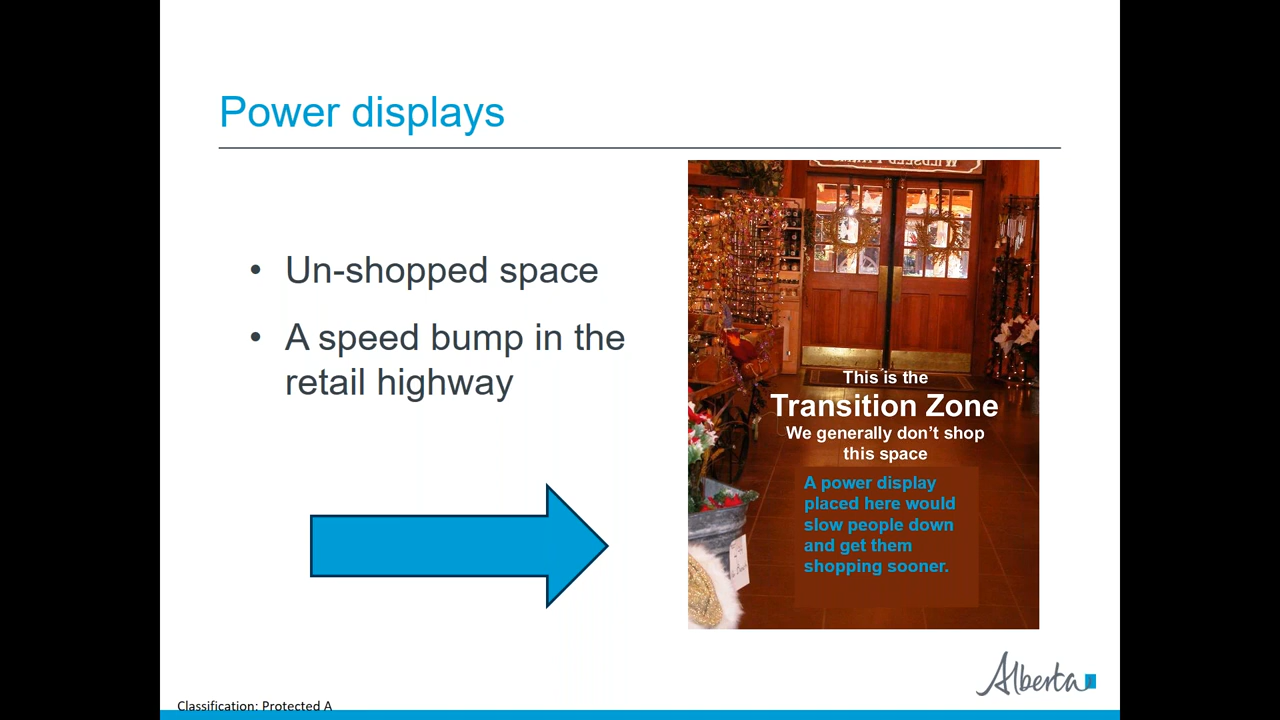 Power displays
• Un-shopped space
• A speed bump in the
retail highway
This is the
Transition Zone
We generally don’t shop
this space
A power display
placed here would
slow people down
and get them
shopping sooner.
Alberta
Classification: Protected A